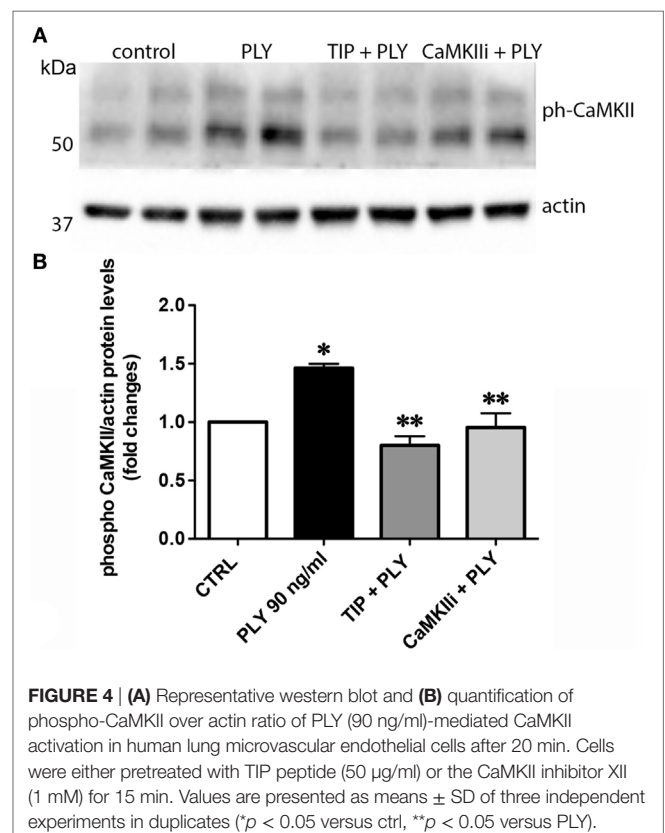 A
control PLY TIP + PLY CaMKIIi + PLY
kDa
ph-CaMKII
50
actin
37
B
phospho CaMKII/actin protein levels
(fold changes)
2.0
1.5
1.0
0.5
0.0
*
**
**
CTRL
PLY 90 ng/ml
TIP + PLY
CaMKIIi + PLY
FIGURE 4 | (A) Representative western blot and (B) quantification of
phospho-CaMKII over actin ratio of PLY (90 ng/ml)-mediated CaMKII
activation in human lung microvascular endothelial cells after 20 min. Cells
were either pretreated with TIP peptide (50 μg/ml) or the CaMKII inhibitor XII
(1 mM) for 15 min. Values are presented as means ± SD of three independent
experiments in duplicates (*p < 0.05 versus ctrl, **p < 0.05 versus PLY).